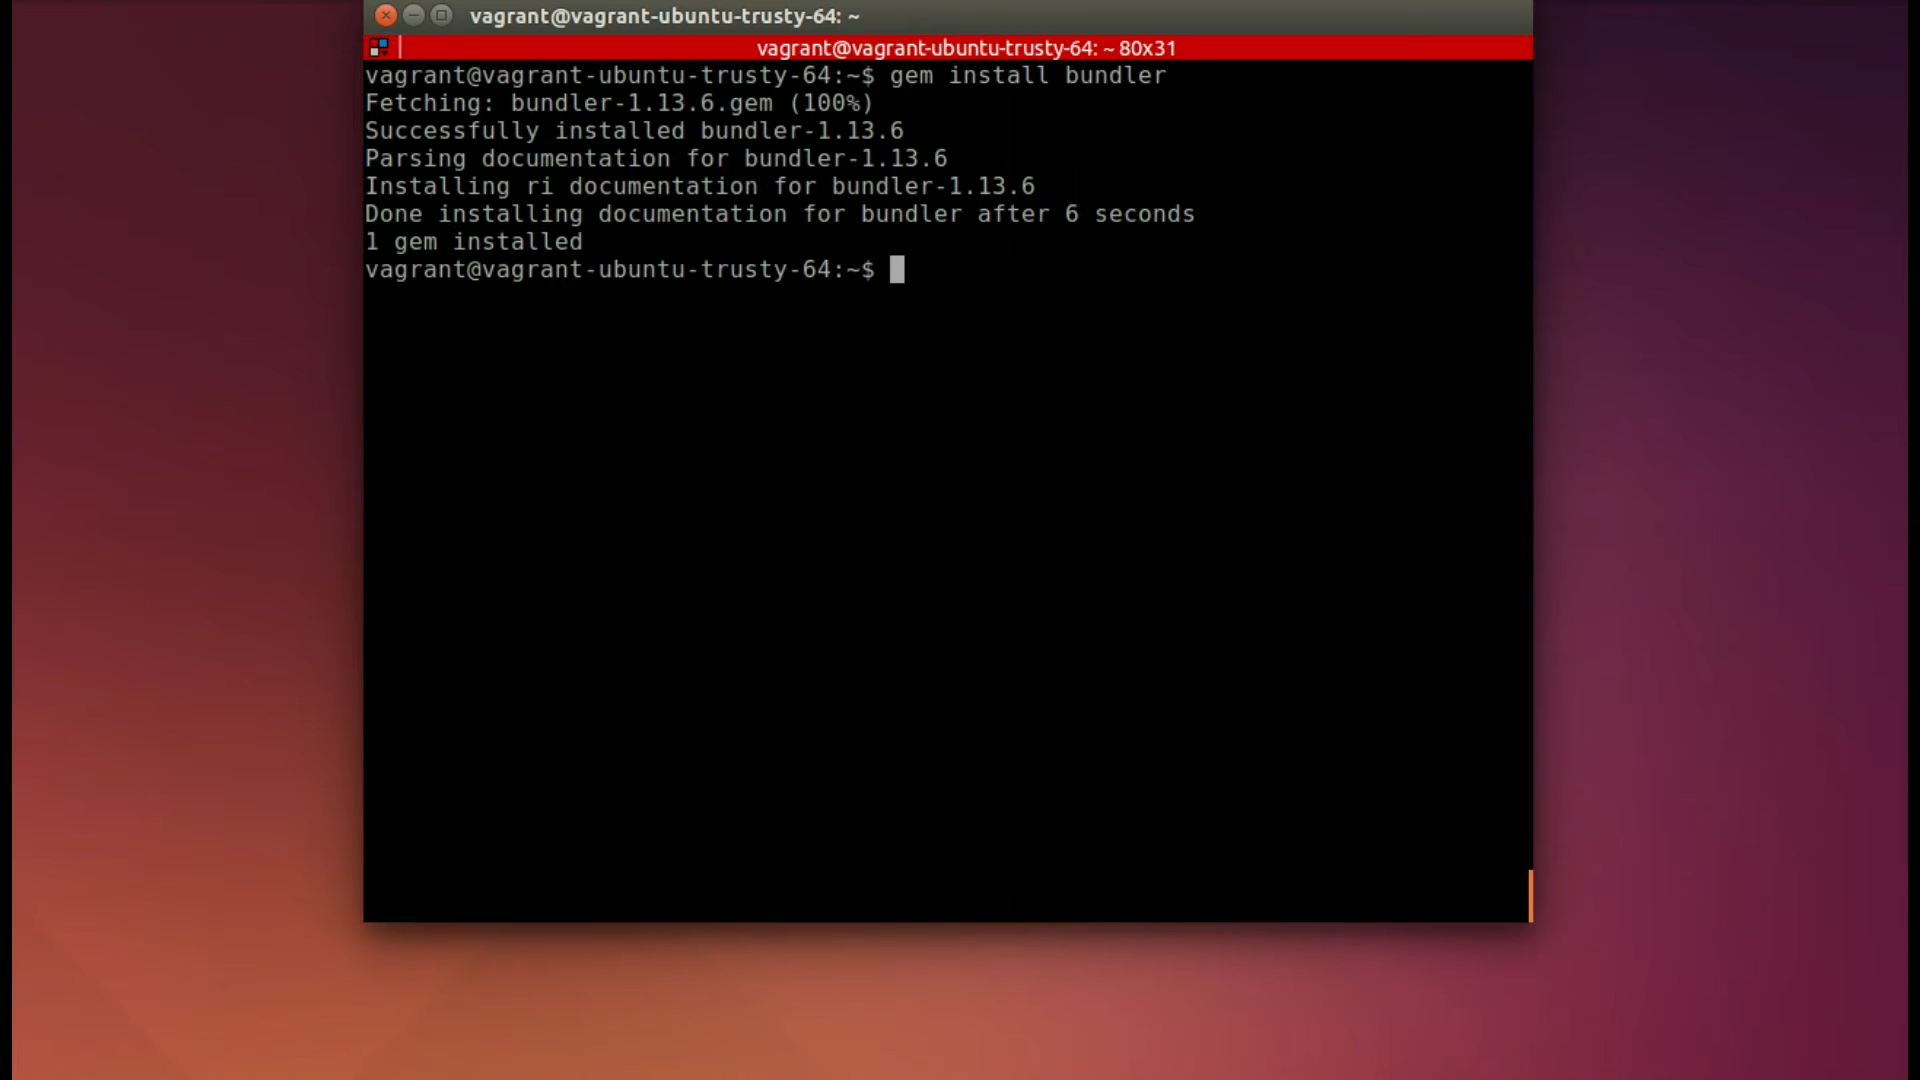 vagrant@vagrant-ubuntu-trusty-64: ~
vagrant@vagrant-ubuntu-trusty-64: ~ 80x31
vagrant@vagrant-ubuntu-trusty-64:~$ gem install bundler
Fetching: bundler-1.13.6.gem (100%)
Successfully installed bundler-1.13.6
Parsing documentation for bundler-1.13.6
Installing ri documentation for bundler-1.13.6
Done installing documentation for bundler after 6 seconds
1 gem installed
vagrant@vagrant-ubuntu-trusty-64:~$